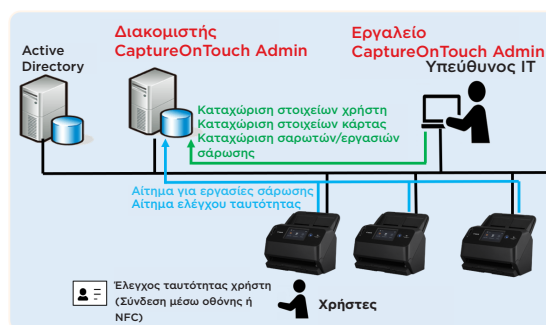 Διακομιστής
CaptureOnTouch Admin
Εργαλείο
CaptureOnTouch Admin
Υπεύθυνος IT
Active
Directory
Καταχώριση στοιχείων χρήστη
Καταχώριση στοιχείων κάρτας
Καταχώριση σαρωτών/εργασιών
σάρωσης
Αίτημα για εργασίες σάρωσης
Αίτημα ελέγχου ταυτότητας
Έλεγχος ταυτότητας χρήστη
(Σύνδεση μέσω οθόνης ή
NFC)
Χρήστες